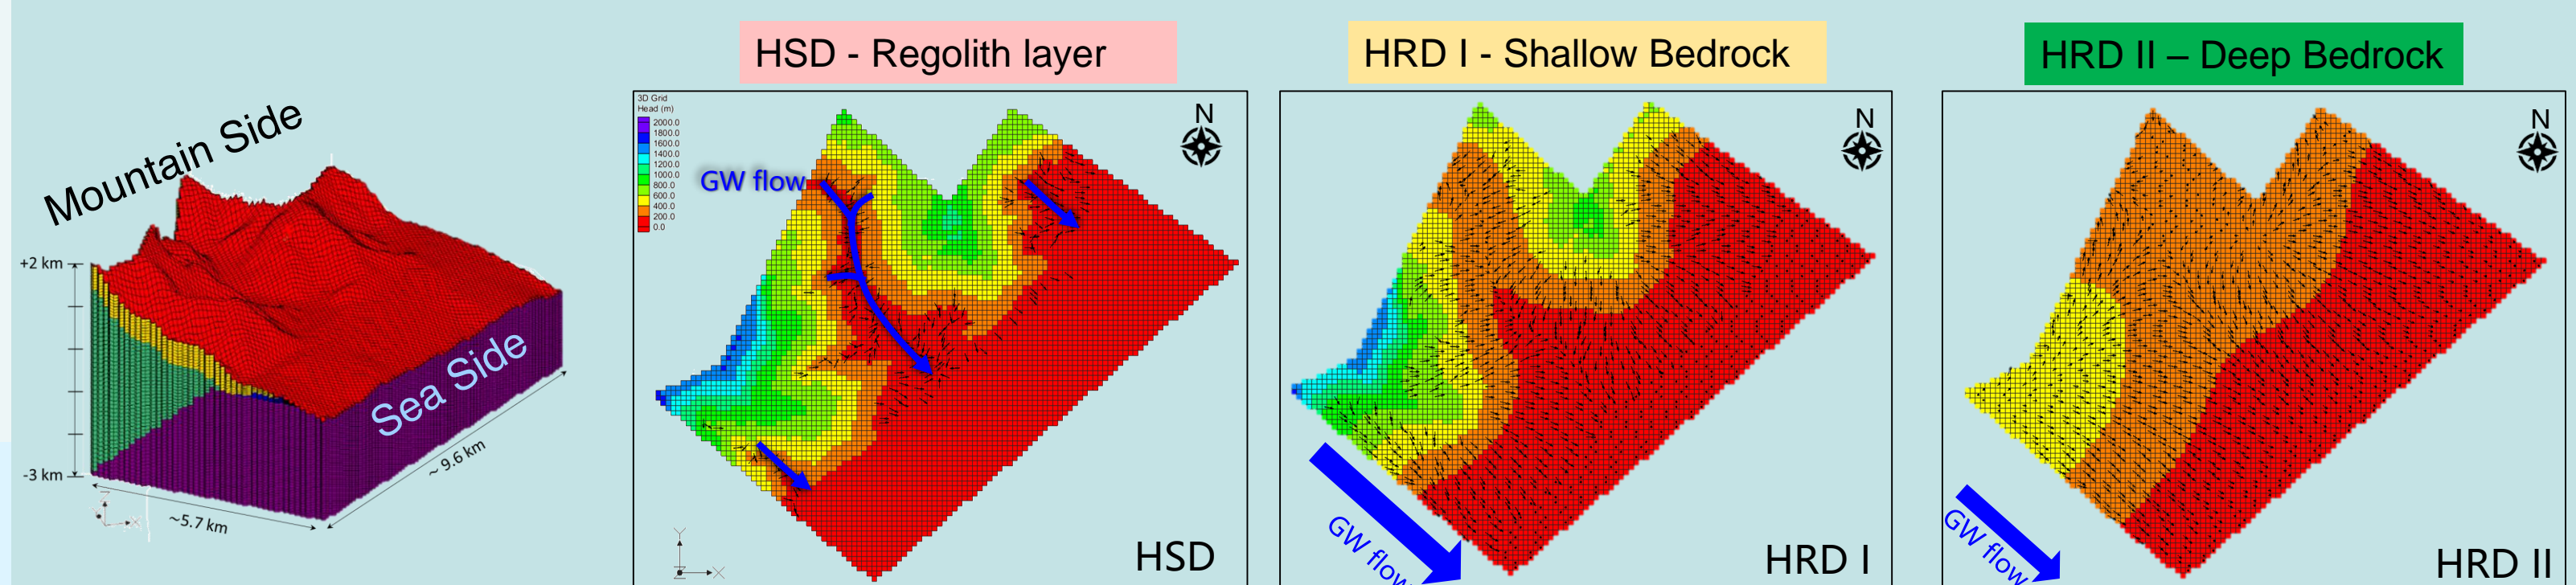 HSD - Regolith layer
HRD I - Shallow Bedrock
HRD II – Deep Bedrock
Mountain Side
+2 km
-3 km
Sea Side
~ 9.6 km
~5.7 km
Z
X
3D Grid
Head (m)
2000.0
1800.0
1600.0
1400.0
1200.0
1000.0
800.0
600.0
400.0
200.0
0.0
GW flow
N
Y
Z
X
HSD
N
GW flow
HRD I
N
GW flow
HRD II